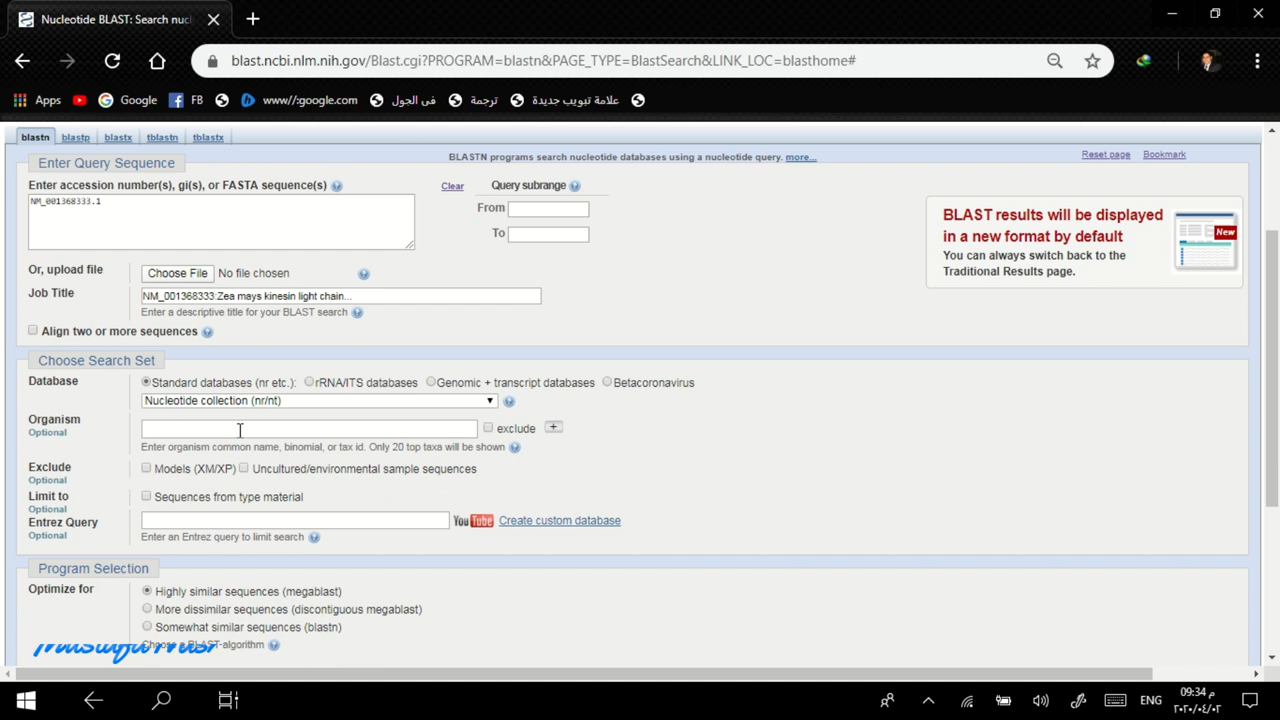 Nucleotide BLAST: Search nucl
blast.ncbi.nlm.nih.gov/Blast.cgi?PROGRAM=blastn&PAGE_TYPE=BlastSearch&LINK_LOC=blasthome#
Apps Google FB www//:google.com فى الجول ترجمة علامة تبويب جديدة
blastn blastp blastx tblastn tblastx
Enter Query Sequence BLASTN programs search nucleotide databases using a nucleotide query. more... Reset page Bookmark
Enter accession number(s), gi(s), or FASTA sequence(s) Clear Query subrange
NM_001368333.1
From
To
BLAST results will be displayed
in a new format by default
You can always switch back to the
Traditional Results page.
New
Or, upload file Choose File No file chosen
Job Title NM_001368333:Zea mays kinesin light chain...
Enter a descriptive title for your BLAST search
Align two or more sequences
Choose Search Set
Database Standard databases (nr etc.): rRNA/ITS databases Genomic + transcript databases Betacoronavirus
Nucleotide collection (nr/nt)
Organism
Optional
exclude +
Enter organism common name, binomial, or tax id. Only 20 top taxa will be shown
Exclude Models (XM/XP) Uncultured/environmental sample sequences
Optional
Limit to Sequences from type material
Optional
Entrez Query YouTube Create custom database
Optional Enter an Entrez query to limit search
Program Selection
Optimize for Highly similar sequences (megablast)
More dissimilar sequences (discontiguous megablast)
Somewhat similar sequences (blastn)
Choose a BLAST algorithm
ENG
09:34 م
٢٠٢٠/٠٤/٠٢